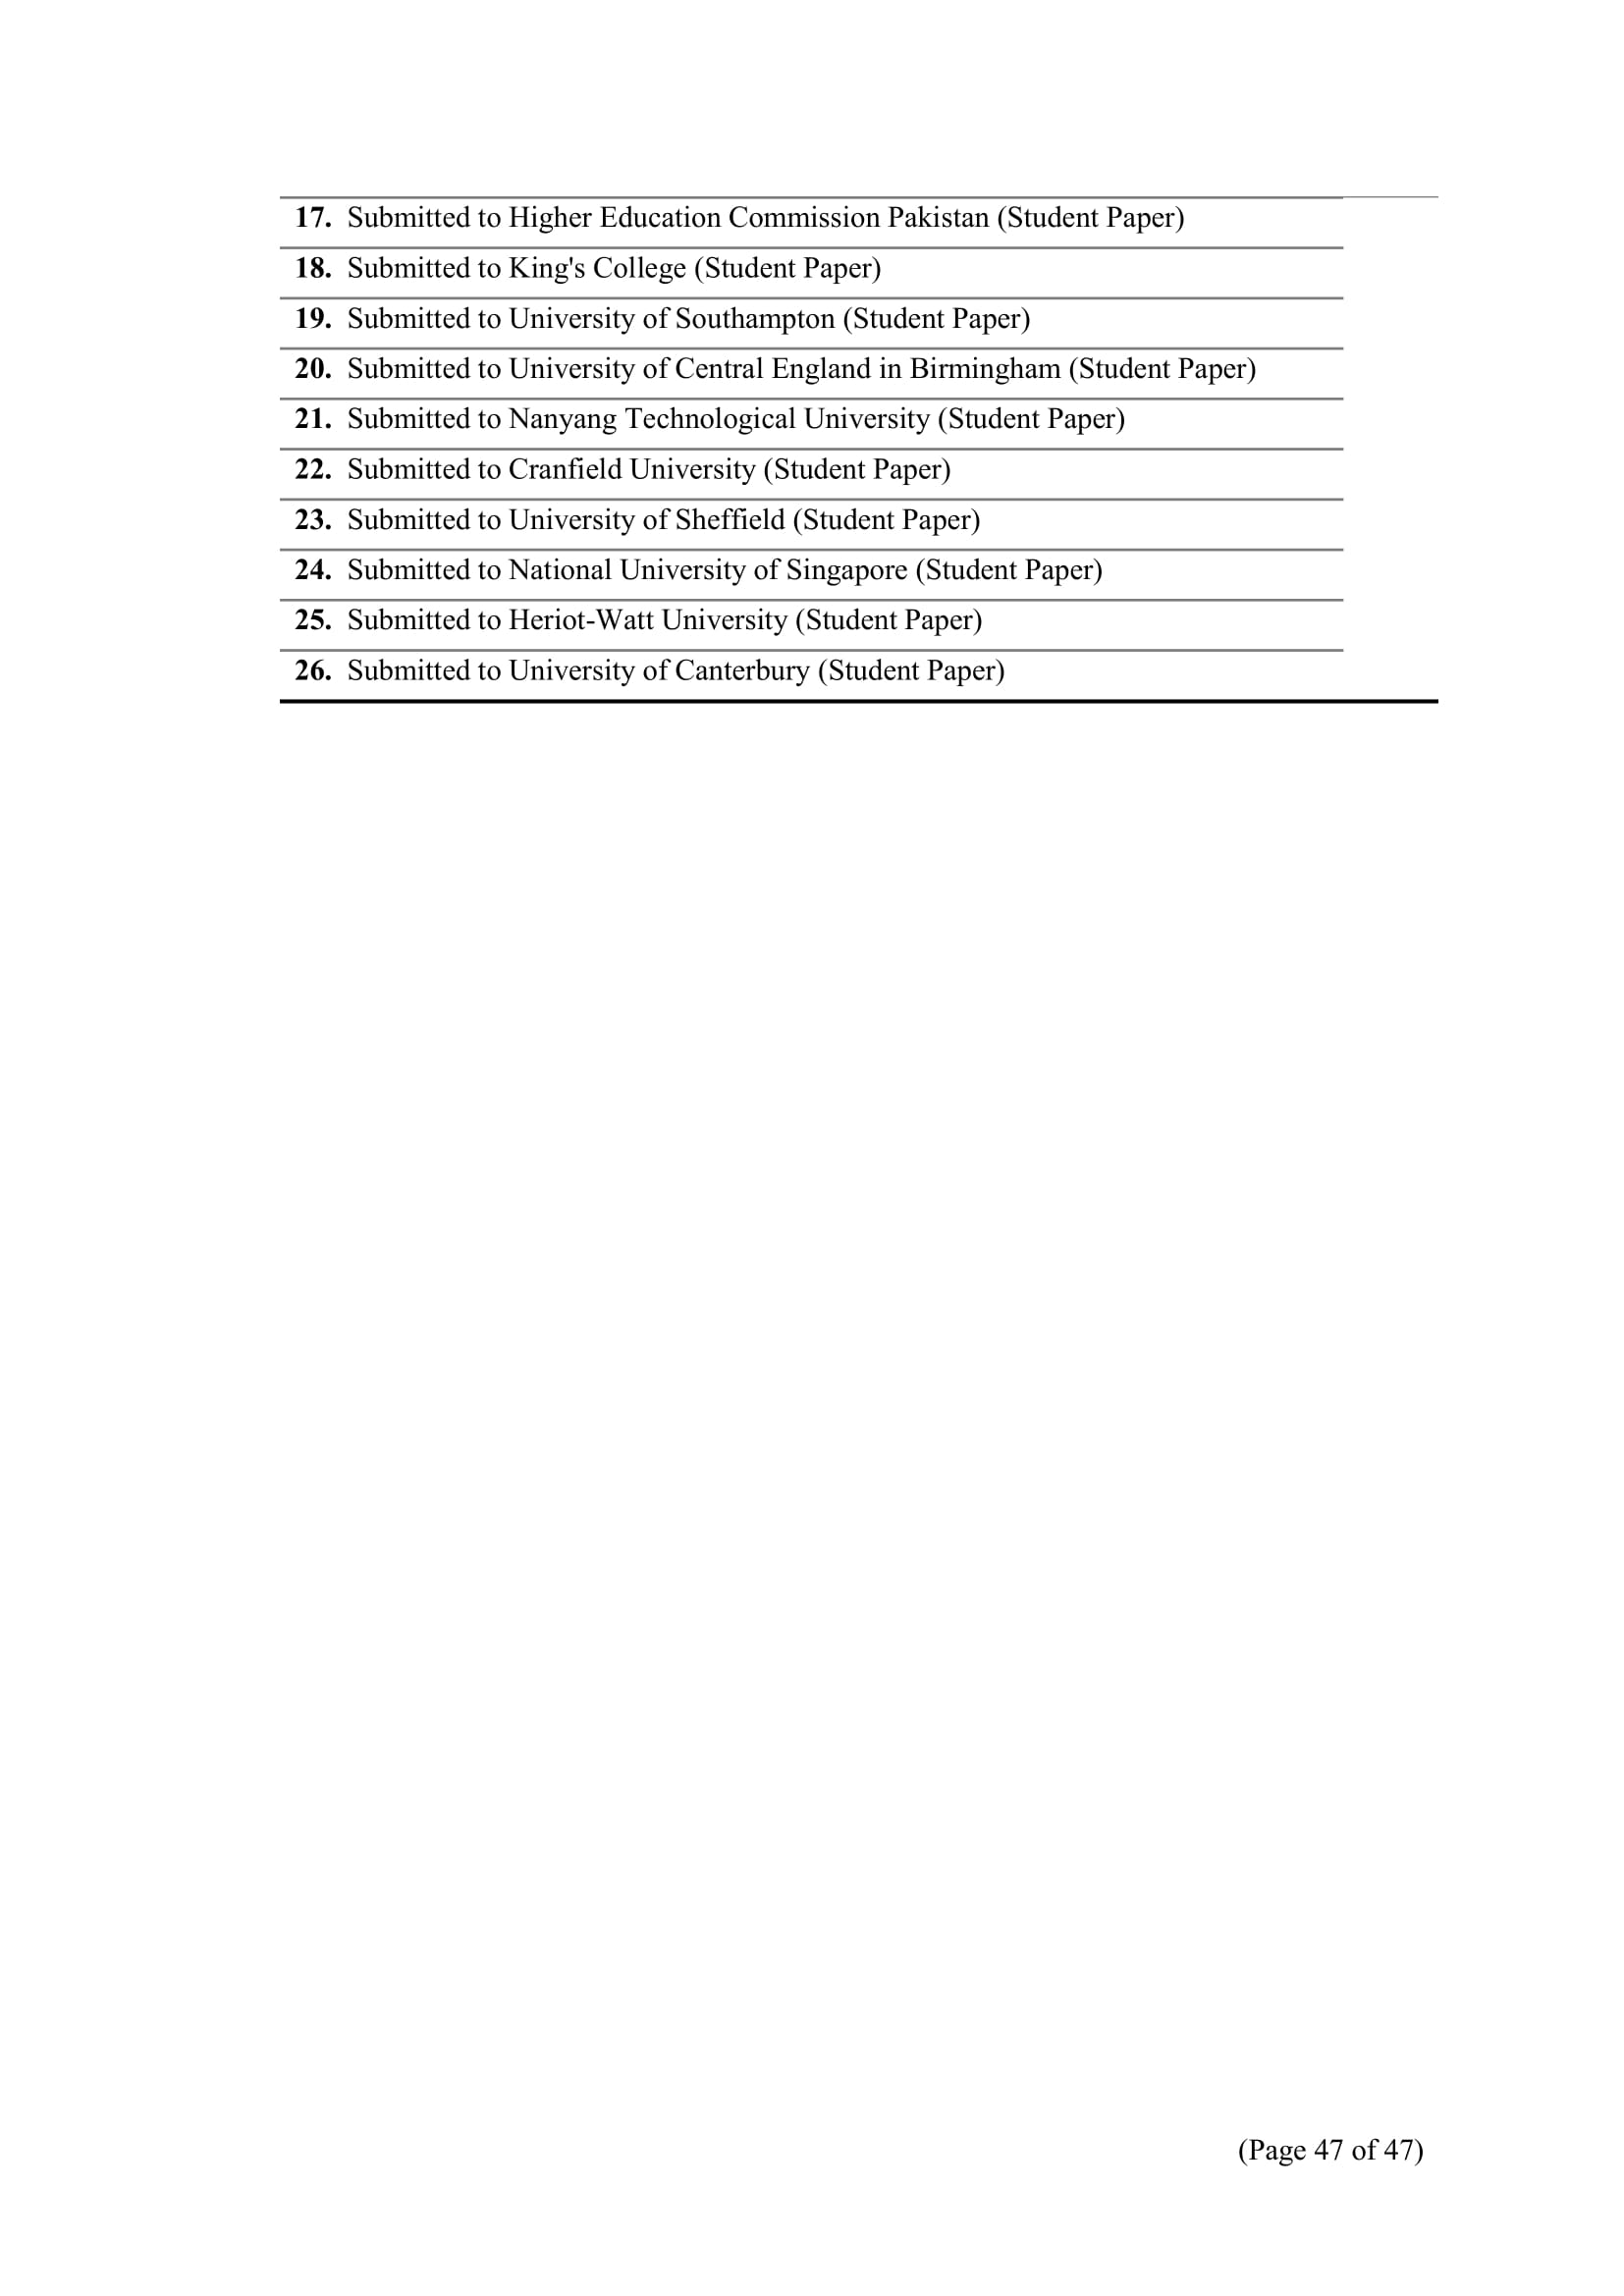 17. Submitted to Higher Education Commission Pakistan (Student Paper)
18. Submitted to King's College (Student Paper)
19. Submitted to University of Southampton (Student Paper)
20. Submitted to University of Central England in Birmingham (Student Paper)
21. Submitted to Nanyang Technological University (Student Paper)
22. Submitted to Cranfield University (Student Paper)
23. Submitted to University of Sheffield (Student Paper)
24. Submitted to National University of Singapore (Student Paper)
25. Submitted to Heriot-Watt University (Student Paper)
26. Submitted to University of Canterbury (Student Paper)
(Page 47 of 47)